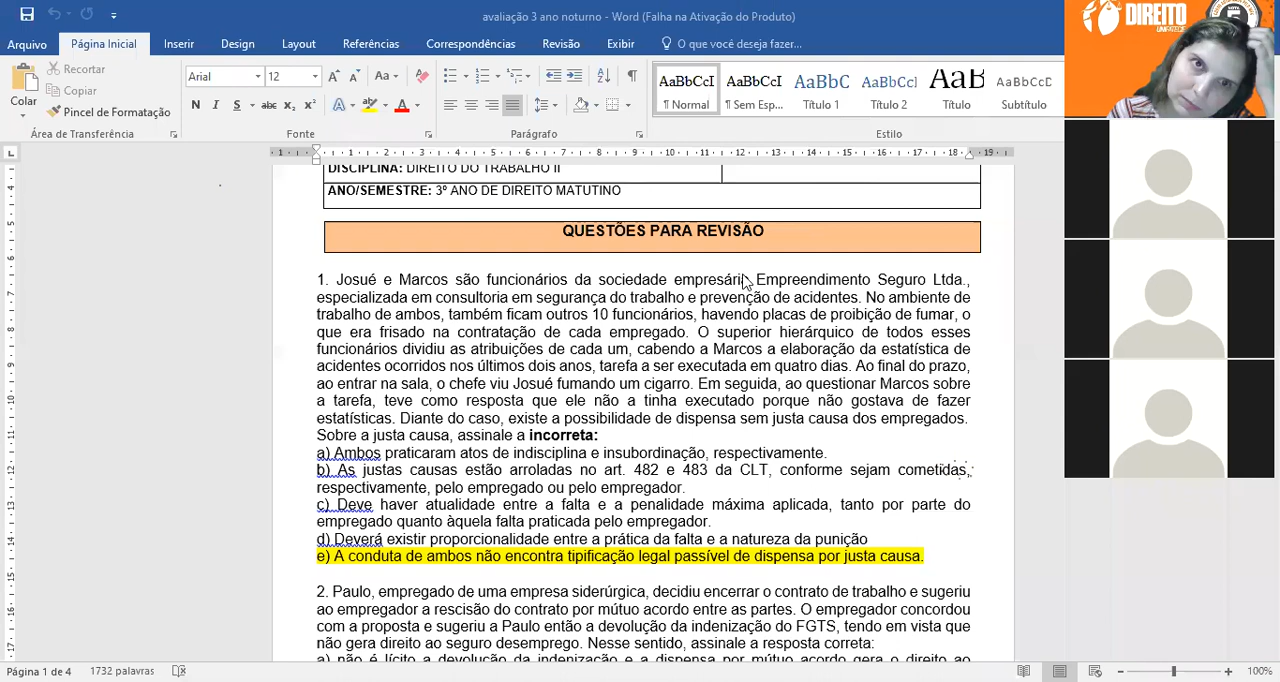 avaliação 3 ano noturno - Word (Falha na Ativação do Produto)
Arquivo Página Inicial Inserir Design Layout Referências Correspondências Revisão Exibir O que você deseja fazer...
Colar
Recortar
Copiar
Pincel de Formatação
Área de Transferência
Arial 12
N I S abc x₂ x²
Fonte
Parágrafo
AaBbCcI AaBbCcI AaBbC AaBbCcI AaB AaBbCcD
¶ Normal ¶ Sem Esp... Título 1 Título 2 Título Subtítulo
Estilo
DIREITO
UNIFATECIE
5
DISCIPLINA: DIREITO DO TRABALHO II
ANO/SEMESTRE: 3º ANO DE DIREITO MATUTINO
QUESTÕES PARA REVISÃO
1. Josué e Marcos são funcionários da sociedade empresária Empreendimento Seguro Ltda.,
especializada em consultoria em segurança do trabalho e prevenção de acidentes. No ambiente de
trabalho de ambos, também ficam outros 10 funcionários, havendo placas de proibição de fumar, o
que era frisado na contratação de cada empregado. O superior hierárquico de todos esses
funcionários dividiu as atribuições de cada um, cabendo a Marcos a elaboração da estatística de
acidentes ocorridos nos últimos dois anos, tarefa a ser executada em quatro dias. Ao final do prazo,
ao entrar na sala, o chefe viu Josué fumando um cigarro. Em seguida, ao questionar Marcos sobre
a tarefa, teve como resposta que ele não a tinha executado porque não gostava de fazer
estatísticas. Diante do caso, existe a possibilidade de dispensa sem justa causa dos empregados.
Sobre a justa causa, assinale a incorreta:
a) Ambos praticaram atos de indisciplina e insubordinação, respectivamente.
b) As justas causas estão arroladas no art. 482 e 483 da CLT, conforme sejam cometidas,
respectivamente, pelo empregado ou pelo empregador.
c) Deve haver atualidade entre a falta e a penalidade máxima aplicada, tanto por parte do
empregado quanto àquela falta praticada pelo empregador.
d) Deverá existir proporcionalidade entre a prática da falta e a natureza da punição
e) A conduta de ambos não encontra tipificação legal passível de dispensa por justa causa.
2. Paulo, empregado de uma empresa siderúrgica, decidiu encerrar o contrato de trabalho e sugeriu
ao empregador a rescisão do contrato por mútuo acordo entre as partes. O empregador concordou
com a proposta e sugeriu a Paulo então a devolução da indenização do FGTS, tendo em vista que
não gera direito ao seguro desemprego. Nesse sentido, assinale a resposta correta:
a) não é lícito a devolução da indenização e a dispensa por mútuo acordo gera o direito ao
Página 1 de 4 1732 palavras 100%